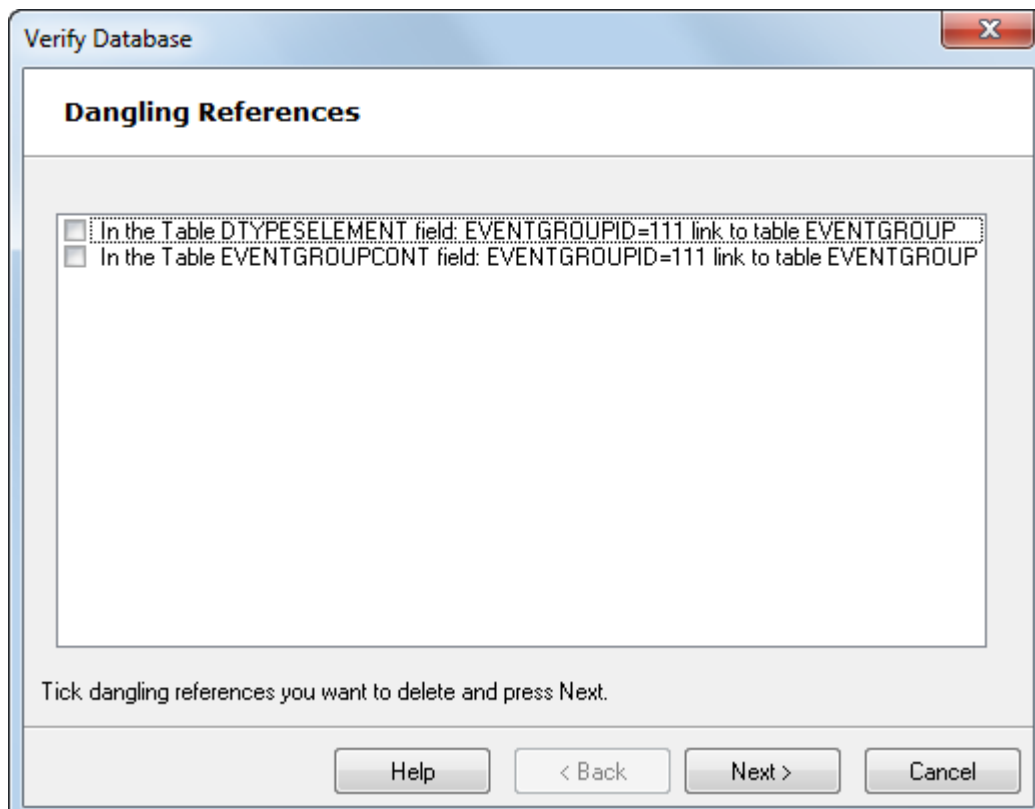 Verify Database
Dangling References
In the Table DTYPESELEMENT field: EVENTGROUPID=111 link to table EVENTGROUP
In the Table EVENTGROUPCONT field: EVENTGROUPID=111 link to table EVENTGROUP
Tick dangling references you want to delete and press Next.
Help < Back Next > Cancel